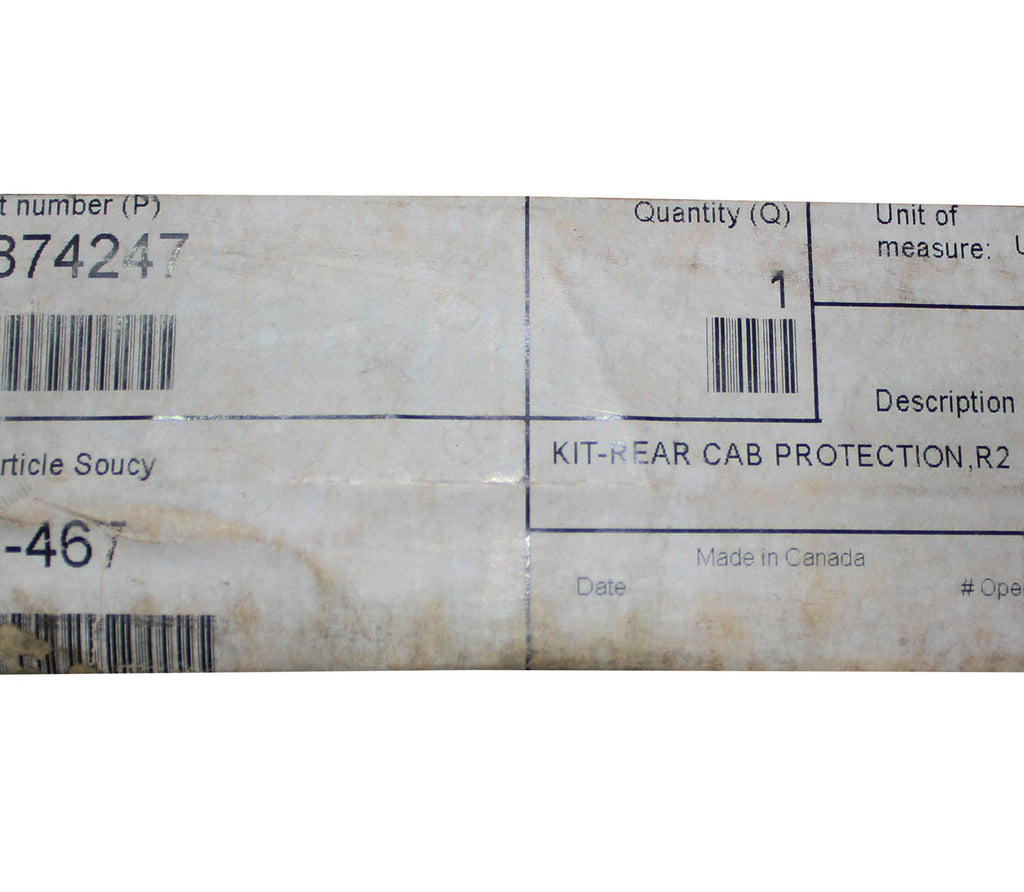 t number (P)
874247
Quantity (Q)
1
Unit of
measure:
Description
rticle Soucy
-467
KIT-REAR CAB PROTECTION,R2
Made in Canada
Date
# Ope